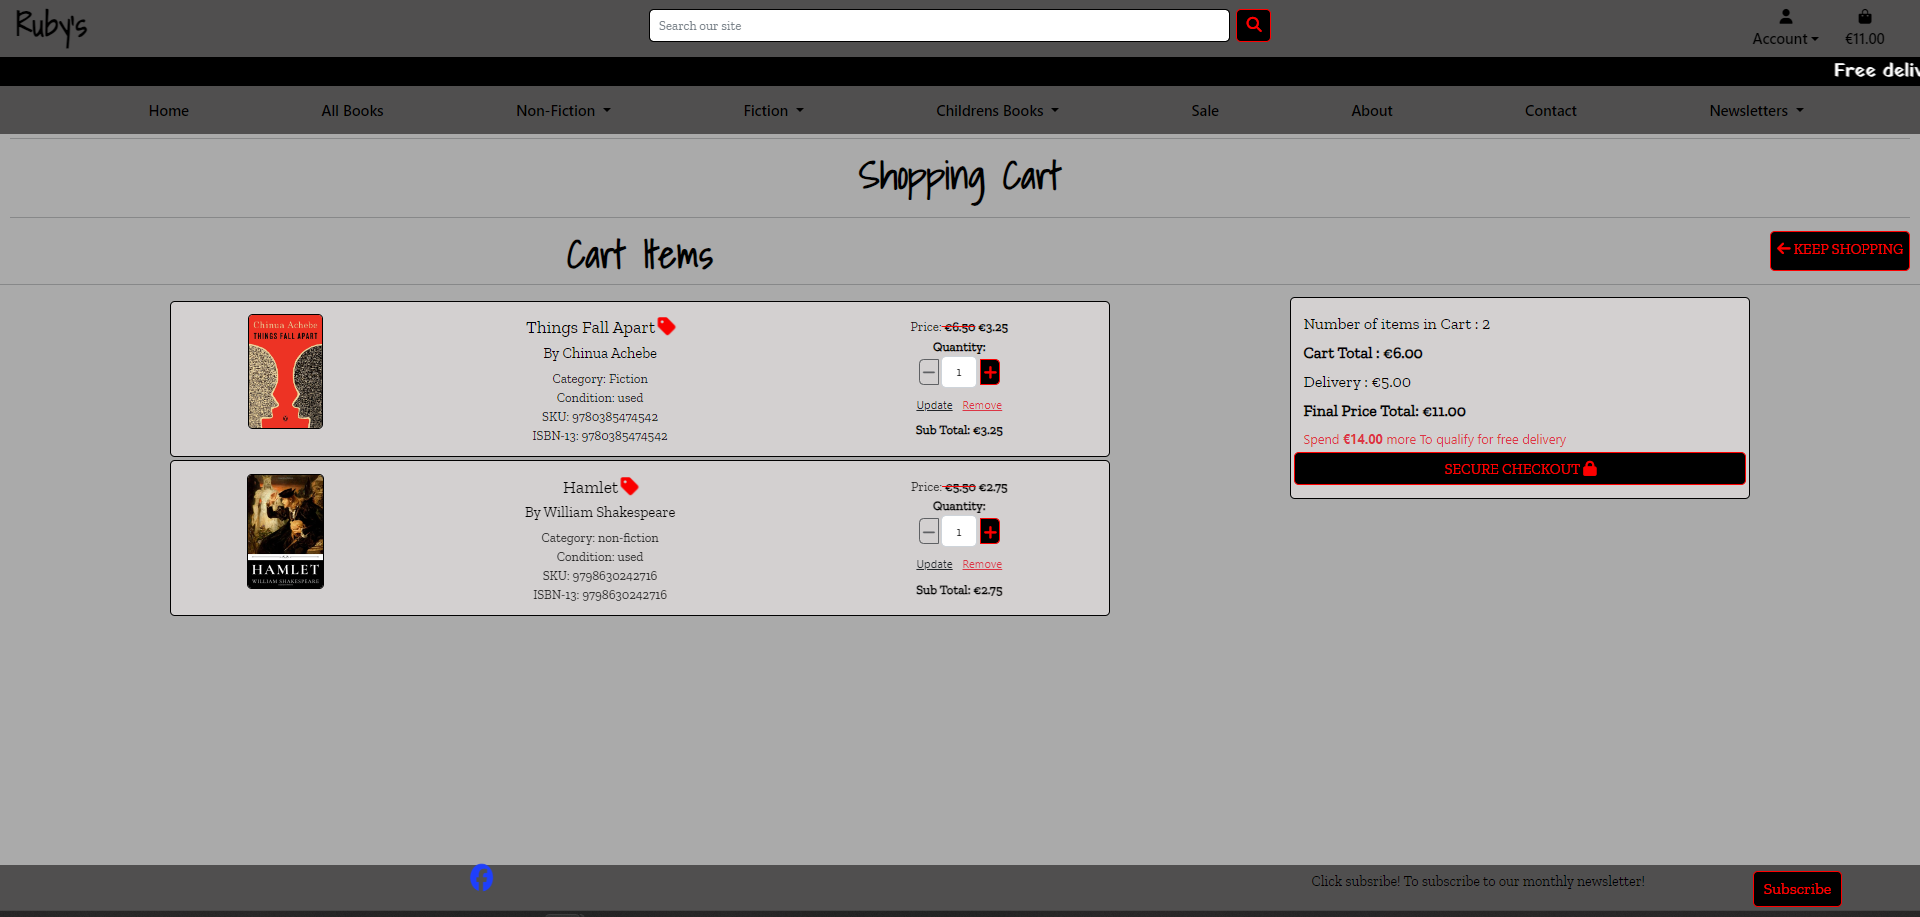 Ruby's
Search our site
Account
€11.00
Free deliv
Home All Books Non-Fiction Fiction Childrens Books Sale About Contact Newsletters
Shopping Cart
Cart Items
KEEP SHOPPING
Chinua Achebe
THINGS FALL APART
Things Fall Apart
By Chinua Achebe
Category: Fiction
Condition: used
SKU: 9780385474542
ISBN-13: 9780385474542
Price: €6.50 €3.25
Quantity:
1
Update Remove
Sub Total: €3.25
HAMLET
WILLIAM SHAKESPEARE
Hamlet
By William Shakespeare
Category: non-fiction
Condition: used
SKU: 9798630242716
ISBN-13: 9798630242716
Price: €5.50 €2.75
Quantity:
1
Update Remove
Sub Total: €2.75
Number of items in Cart : 2
Cart Total : €6.00
Delivery : €5.00
Final Price Total: €11.00
Spend €14.00 more To qualify for free delivery
SECURE CHECKOUT
Click subsribe! To subscribe to our monthly newsletter!
Subscribe